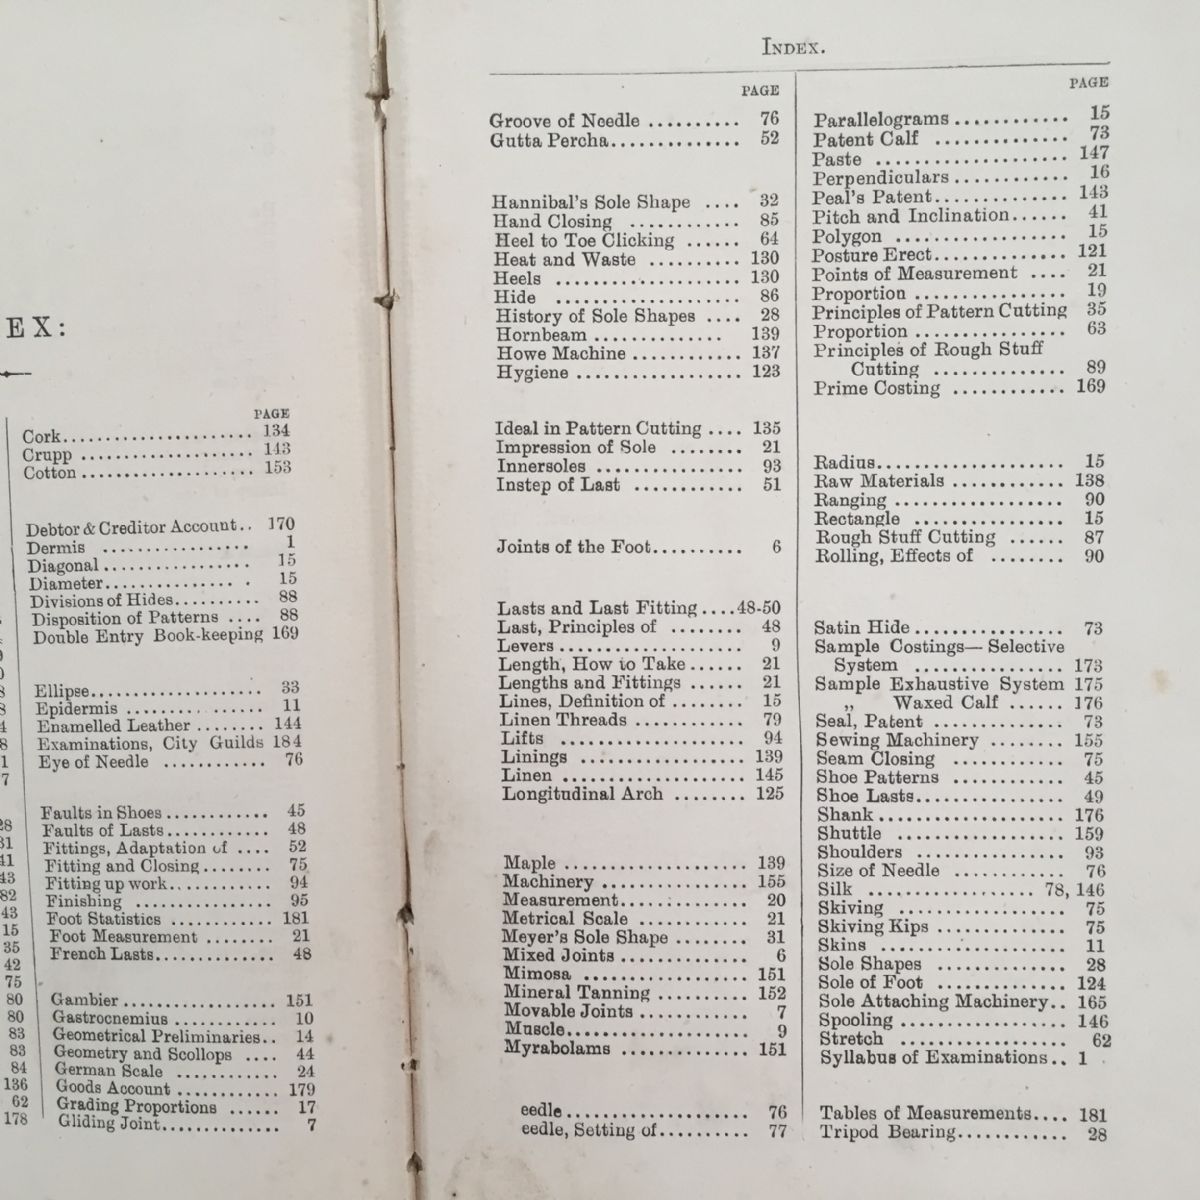 EX:
28
31
41
43
82
43
15
35
42
75
80
80
83
83
84
136
62
178
PAGE
Cork...................... 134
Crupp .................... 143
Cotton .................... 153
Debtor & Creditor Account.. 170
Dermis ................. 1
Diagonal ................. 15
Diameter............... . 15
Divisions of Hides.......... 88
Disposition of Patterns .... 88
Double Entry Book-keeping 169
Ellipse.................... 33
Epidermis ................ 11
Enamelled Leather ........ 144
Examinations, City Guilds 184
Eye of Needle ........... 76
Faults in Shoes ............ 45
Faults of Lasts............ 48
Fittings, Adaptation of .... 52
Fitting and Closing........ 75
Fitting up work............ 94
Finishing ................ 95
Foot Statistics ............ 181
Foot Measurement ........ 21
French Lasts.............. 48
Gambier .................. 151
Gastrocnemius ............ 10
Geometrical Preliminaries.. 14
Geometry and Scollops .... 44
German Scale ............ 24
Goods Account ............ 179
Grading Proportions ...... 17
Gliding Joint.............. 7
INDEX.
PAGE
Groove of Needle .......... 76
Gutta Percha.............. 52
Hannibal's Sole Shape .... 32
Hand Closing ............ 85
Heel to Toe Clicking ...... 64
Heat and Waste .......... 130
Heels .................... 130
Hide .................... 86
History of Sole Shapes .... 28
Hornbeam .............. 139
Howe Machine ............ 137
Hygiene .................. 123
Ideal in Pattern Cutting .... 135
Impression of Sole ........ 21
Innersoles ................ 93
Instep of Last ............ 51
Joints of the Foot.......... 6
Lasts and Last Fitting....48-50
Last, Principles of ........ 48
Levers .................... 9
Length, How to Take ...... 21
Lengths and Fittings ...... 21
Lines, Definition of ........ 15
Linen Threads ............ 79
Lifts .................... 94
Linings .................. 139
Linen .................... 145
Longitudinal Arch ........ 125
Maple .................... 139
Machinery ................ 155
Measurement.............. 20
Metrical Scale ............ 21
Meyer's Sole Shape ........ 31
Mixed Joints .............. 6
Mimosa .................. 151
Mineral Tanning .......... 152
Movable Joints ............ 7
Muscle.................... 9
Myrabolams .............. 151
eedle.................... 76
eedle, Setting of.......... 77
PAGE
Parallelograms ............ 15
Patent Calf .............. 73
Paste .................... 147
Perpendiculars ............ 16
Peal's Patent.............. 143
Pitch and Inclination...... 41
Polygon .................. 15
Posture Erect.............. 121
Points of Measurement .... 21
Proportion ................ 19
Principles of Pattern Cutting 35
Proportion ................ 63
Principles of Rough Stuff
Cutting .............. 89
Prime Costing ............ 169
Radius.................... 15
Raw Materials ............ 138
Ranging .................. 90
Rectangle ................ 15
Rough Stuff Cutting ...... 87
Rolling, Effects of ........ 90
Satin Hide................ 73
Sample Costings— Selective
System ................ 173
Sample Exhaustive System 175
„ Waxed Calf ...... 176
Seal, Patent .............. 73
Sewing Machinery ........ 155
Seam Closing ............ 75
Shoe Patterns ............ 45
Shoe Lasts................ 49
Shank .................... 176
Shuttle .................. 159
Shoulders ................ 93
Size of Needle ............ 76
Silk .................. 78, 146
Skiving .................. 75
Skiving Kips .............. 75
Skins .................... 11
Sole Shapes .............. 28
Sole of Foot .............. 124
Sole Attaching Machinery.. 165
Spooling .................. 146
Stretch .................. 62
Syllabus of Examinations.. 1
Tables of Measurements.... 181
Tripod Bearing............ 28